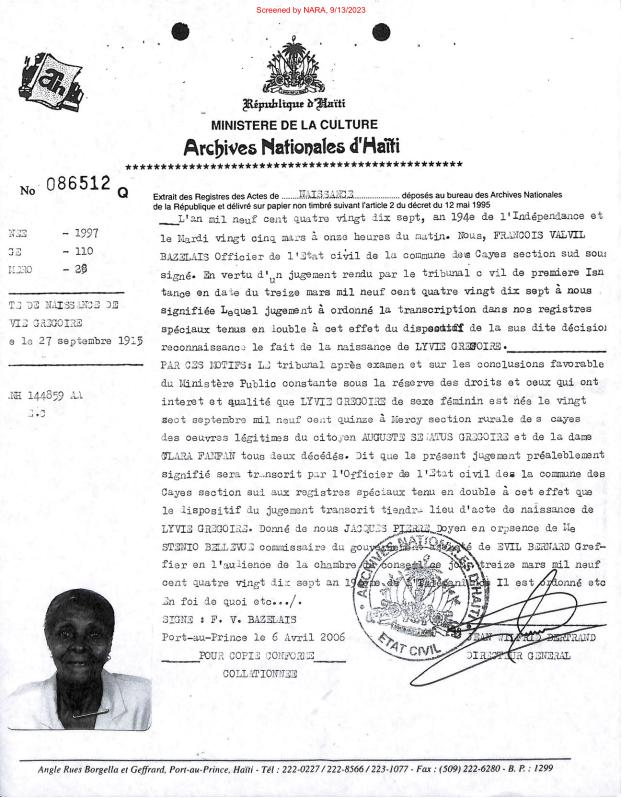 Screened by NARA, 9/13/2023
ah
République d'Haïti
MINISTERE DE LA CULTURE
Archives Nationales d'Haïti
************************************************
No 086512 Q
Extrait des Registres des Actes de ........NAISSANCE........ déposés au bureau des Archives Nationales
de la République et délivré sur papier non timbré suivant l'article 2 du décret du 12 mai 1995
NEE - 1997
GE - 110
MERO - 28
TE DE NAISSANCE DE
VIE GREGOIRE
e le 27 septembre 1915
NH 144859 AA
E.C
L'an mil neuf cent quatre vingt dix sept, an 194e de l'Indépendance et
le Mardi vingt cinq mars à onze heures du matin. Nous, FRANCOIS VALVIL
BAZELAIS Officier de l'Etat civil de la commune des Cayes section sud sous
signé. En vertu d'un jugement rendu par le tribunal c vil de premiere Isn
tance en date du treize mars mil neuf cent quatre vingt dix sept à nous
signifiée Lequel jugement à ordonné la transcription dans nos registres
spéciaux tenus en louble à cet effet du dispositif de la sus dite décision
reconnaissance le fait de la naissance de LYVIE GREGOIRE.
PAR CES MOTIFS: LE tribunal après examen et sur les conclusions favorable
du Ministère Public constante sous la réserve des droits et ceux qui ont
interet et qualité que LYVIE GREGOIRE de sexe féminin est née le vingt
sept septembre mil neuf cent quinze à Mercy section rurale des cayes
des oeuvres légitimes du citoyen AUGUSTE SENATUS GREGOIRE et de la dame
CLARA FANFAN tous deux décédés. Dit que le présent jugement préaleblement
signifié sera transcrit par l'Officier de l'Etat civil des la commune des
Cayes section sui aux registres spéciaux tenu en double à cet effet que
le dispositif du jugement transcrit tiendra lieu d'acte de naissance de
LYVIE GREGOIRE. Donné de nous JACQUES PIERRE Doyen en orpsence de Me
STENIO BELLEVUE commissaire du gouvernement de EVIL BERNARD Gref-
fier en l'audience de la chambre conseil ce jour treize mars mil neuf
cent quatre vingt dix sept an Il est ordonné etc
En foi de quoi etc.../.
SIGNE : F. V. BAZELAIS
Port-au-Prince le 6 Avril 2006
POUR COPIE CONFORME
COLLATIONNEE
ARCHIVES NATIONALES D'HAITI
ETAT CIVIL
JEAN WILFRID BERTRAND
DIRECTEUR GENERAL
Angle Rues Borgella et Geffrard, Port-au-Prince, Haïti - Tél : 222-0227 / 222-8566 / 223-1077 - Fax : (509) 222-6280 - B. P. : 1299